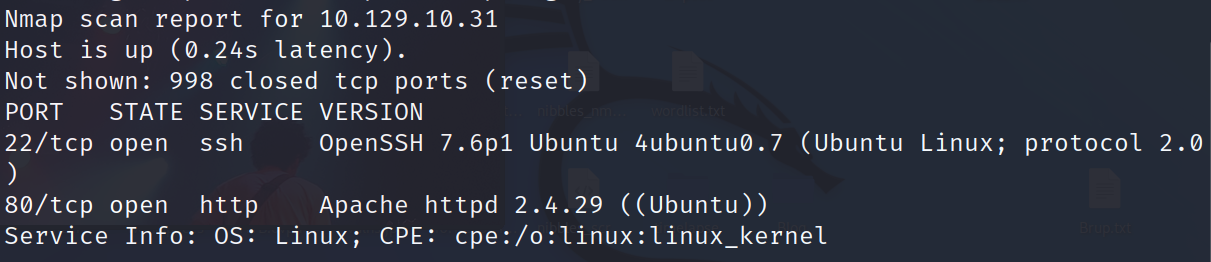 Nmap scan report for 10.129.10.31
Host is up (0.24s latency).
Not shown: 998 closed tcp ports (reset)
PORT   STATE SERVICE VERSION
22/tcp open  ssh     OpenSSH 7.6p1 Ubuntu 4ubuntu0.7 (Ubuntu Linux; protocol 2.0
)
80/tcp open  http    Apache httpd 2.4.29 ((Ubuntu))
Service Info: OS: Linux; CPE: cpe:/o:linux:linux_kernel
wordlist.txt